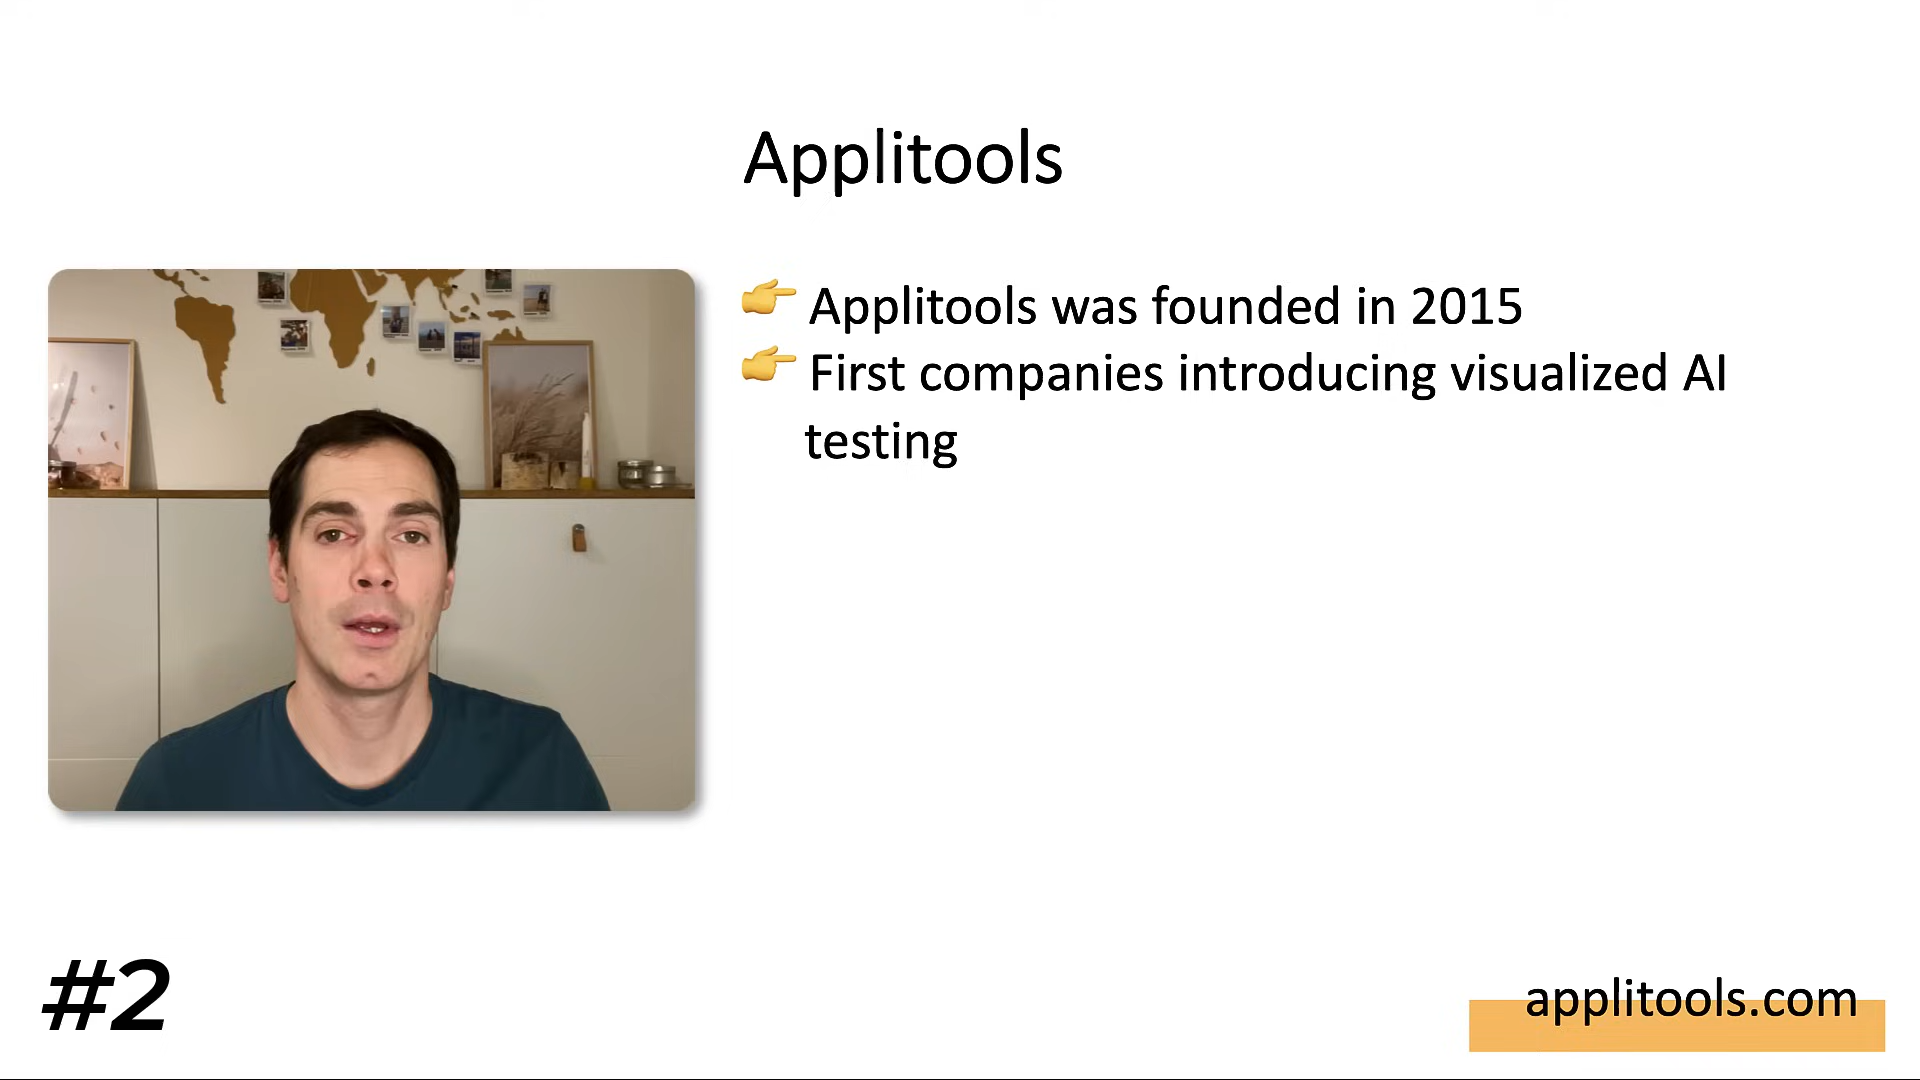 Applitools
👉 Applitools was founded in 2015
👉 First companies introducing visualized AI
testing
#2
applitools.com